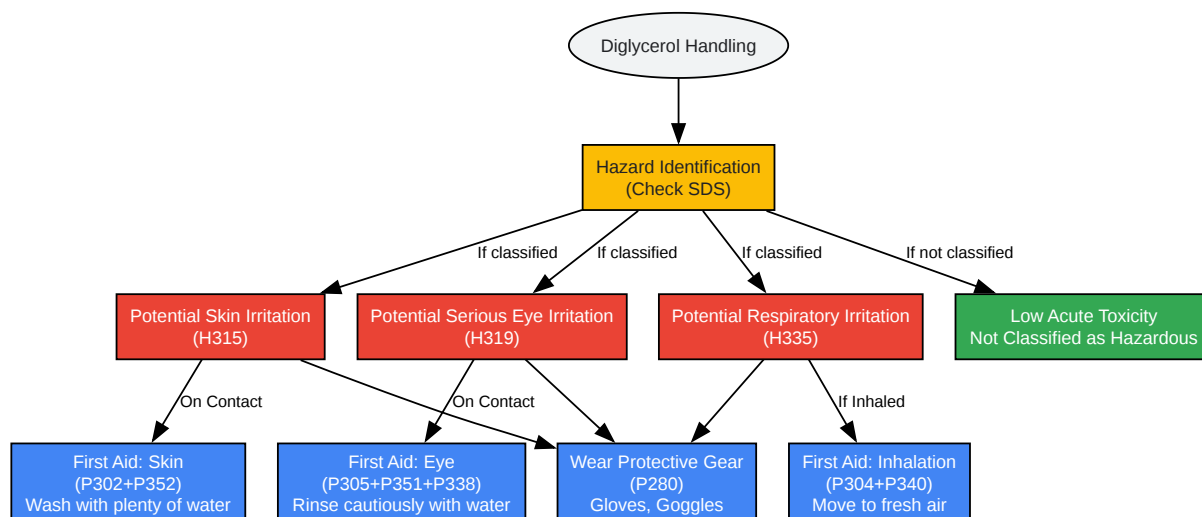 Diglycerol Handling
Hazard Identification
(Check SDS)
If classified
If classified
If classified
If not classified
Potential Skin Irritation
(H315)
Potential Serious Eye Irritation
(H319)
Potential Respiratory Irritation
(H335)
Low Acute Toxicity
Not Classified as Hazardous
On Contact
On Contact
If Inhaled
First Aid: Skin
(P302+P352)
Wash with plenty of water
First Aid: Eye
(P305+P351+P338)
Rinse cautiously with water
Wear Protective Gear
(P280)
Gloves, Goggles
First Aid: Inhalation
(P304+P340)
Move to fresh air